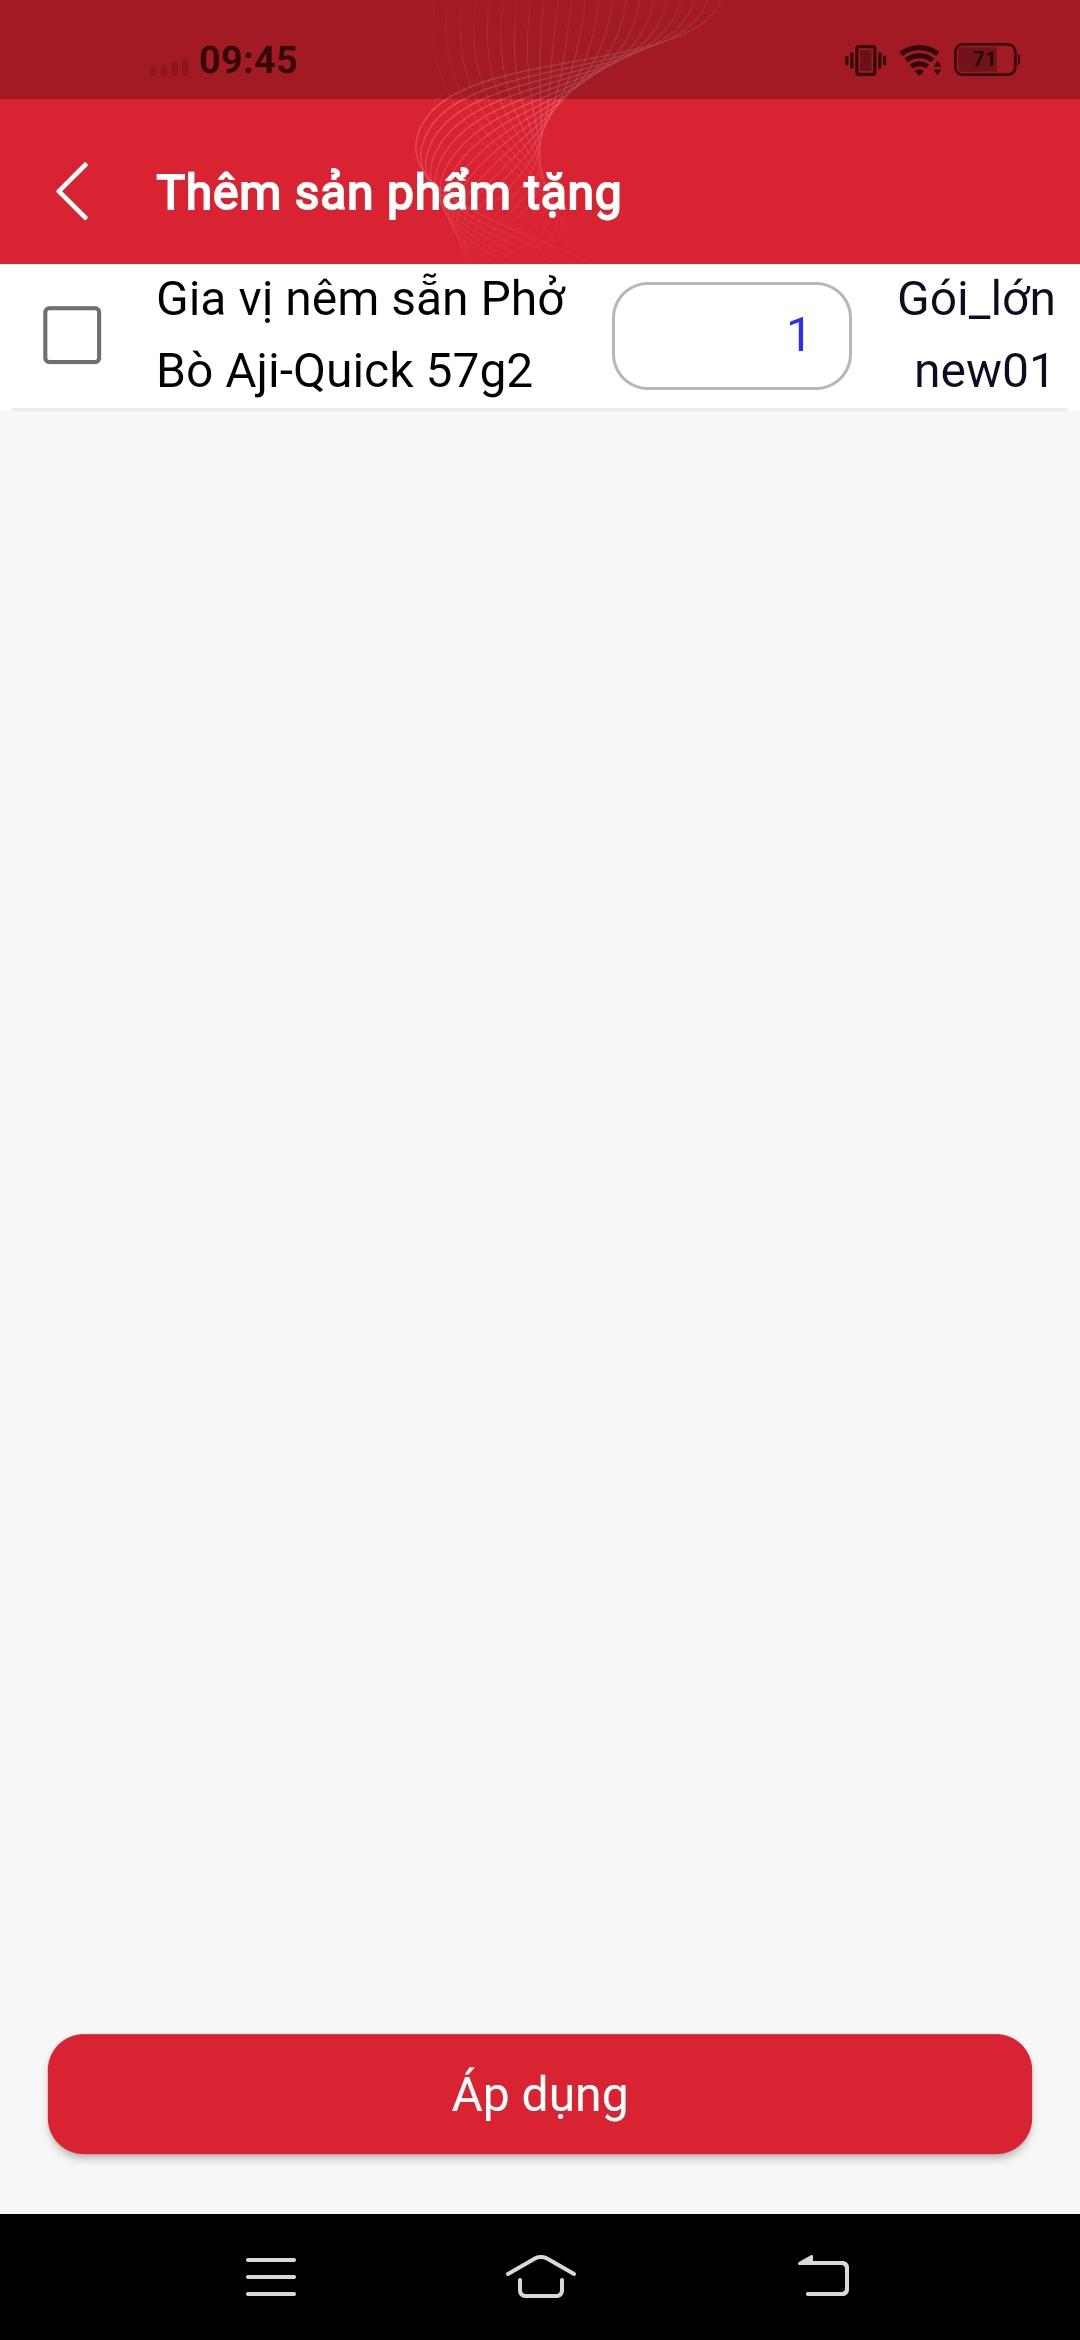 09:45
71
Thêm sản phẩm tặng
Gia vị nêm sẵn Phở
Bò Aji-Quick 57g2
1
Gói_lớn
new01
Áp dụng